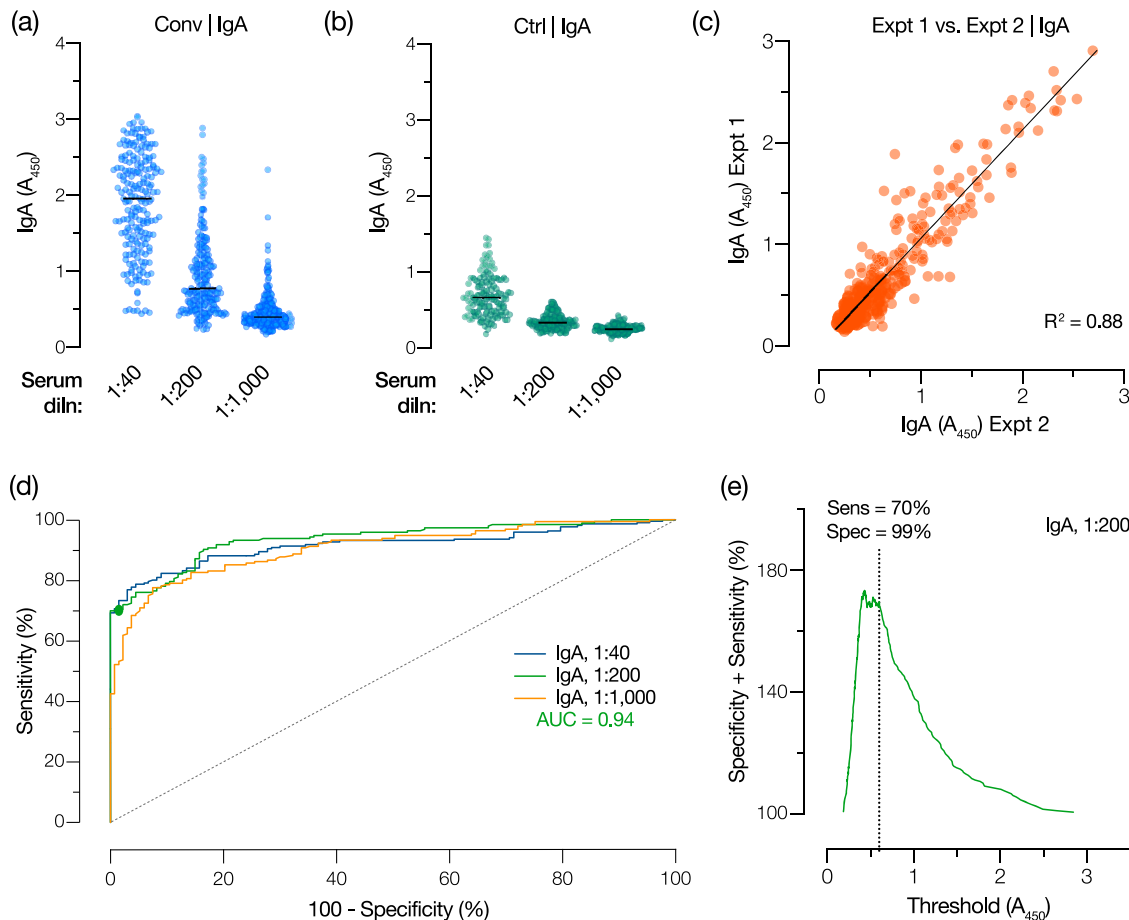 (a)
Conv | IgA
IgA (A450)
4
3
2
1
0
Serum diln:
1:40
1:200
1:1,000
(b)
Ctrl | IgA
IgA (A450)
4
3
2
1
0
1:40
1:200
1:1,000
(c)
Expt 1 vs. Expt 2 | IgA
IgA (A450) Expt 1
3
2
1
0
R2 = 0.88
0
1
2
3
IgA (A450) Expt 2
(d)
Sensitivity (%)
100
80
60
40
20
0
IgA, 1:40
IgA, 1:200
IgA, 1:1,000
AUC = 0.94
0
20
40
60
80
100
100 - Specificity (%)
(e)
Sens = 70%
Spec = 99%
IgA, 1:200
Specificity + Sensitivity (%)
180
140
100
0
1
2
3
Threshold (A450)